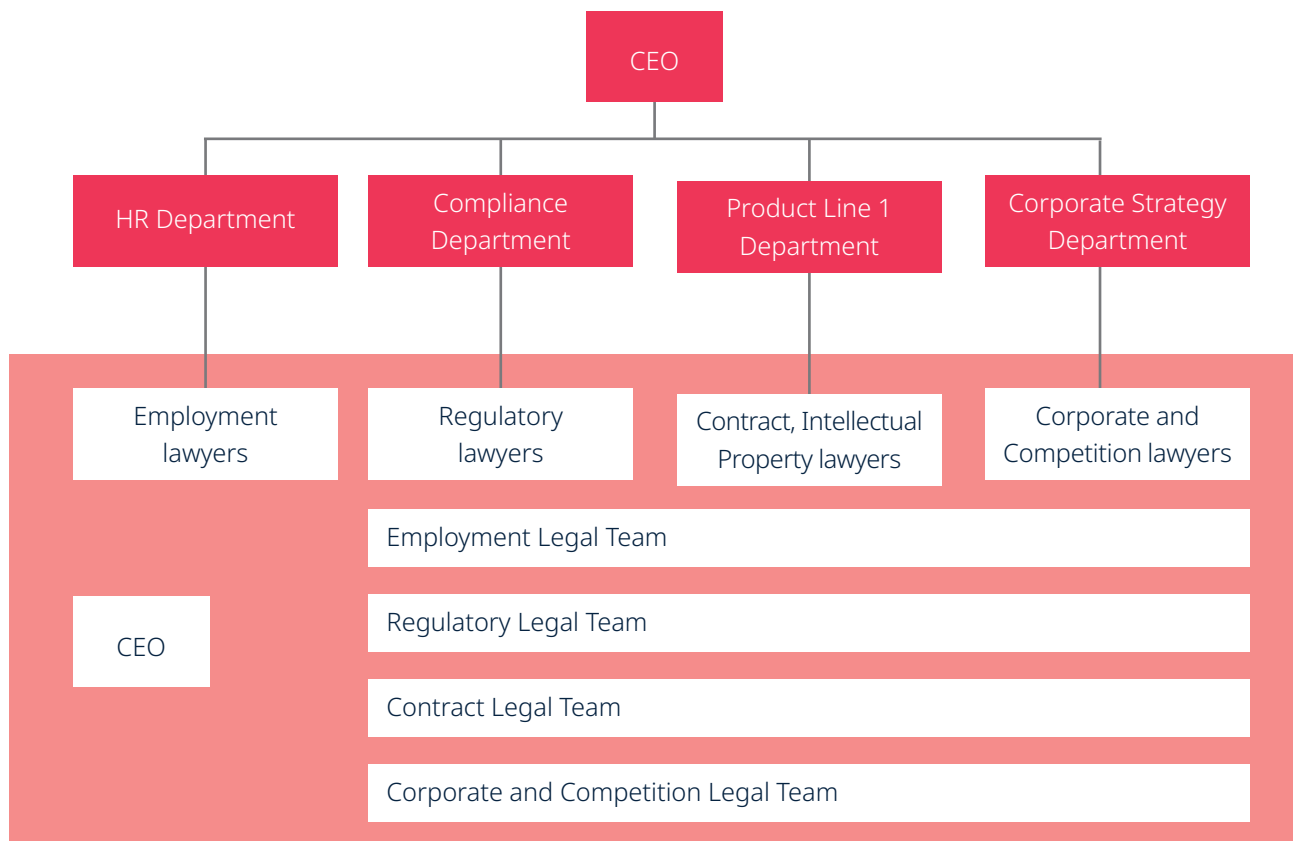 CEO
HR Department
Compliance
Department
Product Line 1
Department
Corporate Strategy
Department
Employment
lawyers
Regulatory
lawyers
Contract, Intellectual
Property lawyers
Corporate and
Competition lawyers
Employment Legal Team
Regulatory Legal Team
CEO
Contract Legal Team
Corporate and Competition Legal Team